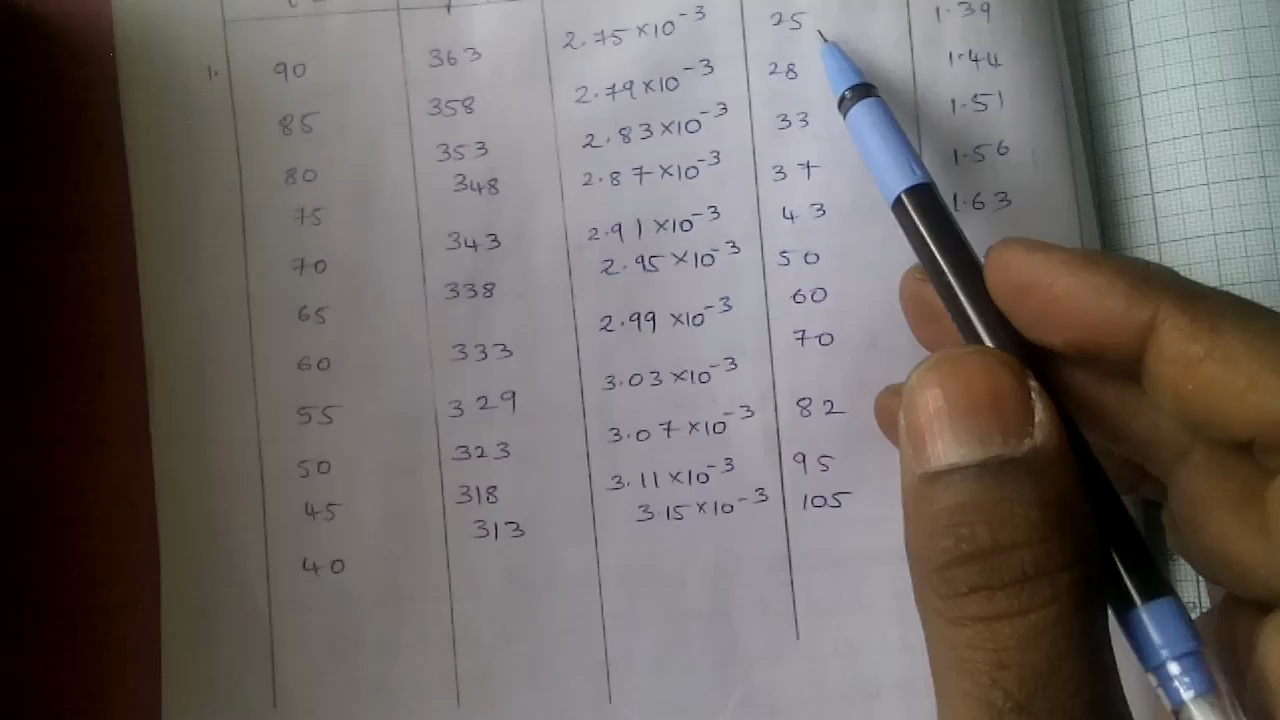 1. 90 363 2.75×10⁻³ 25 1.39
85 358 2.79×10⁻³ 28 1.44
80 353 2.83×10⁻³ 33 1.51
75 348 2.87×10⁻³ 37 1.56
70 343 2.91×10⁻³ 43 1.63
65 338 2.95×10⁻³ 50
60 333 2.99×10⁻³ 60
55 329 3.03×10⁻³ 70
50 323 3.07×10⁻³ 82
45 318 3.11×10⁻³ 95
40 313 3.15×10⁻³ 105